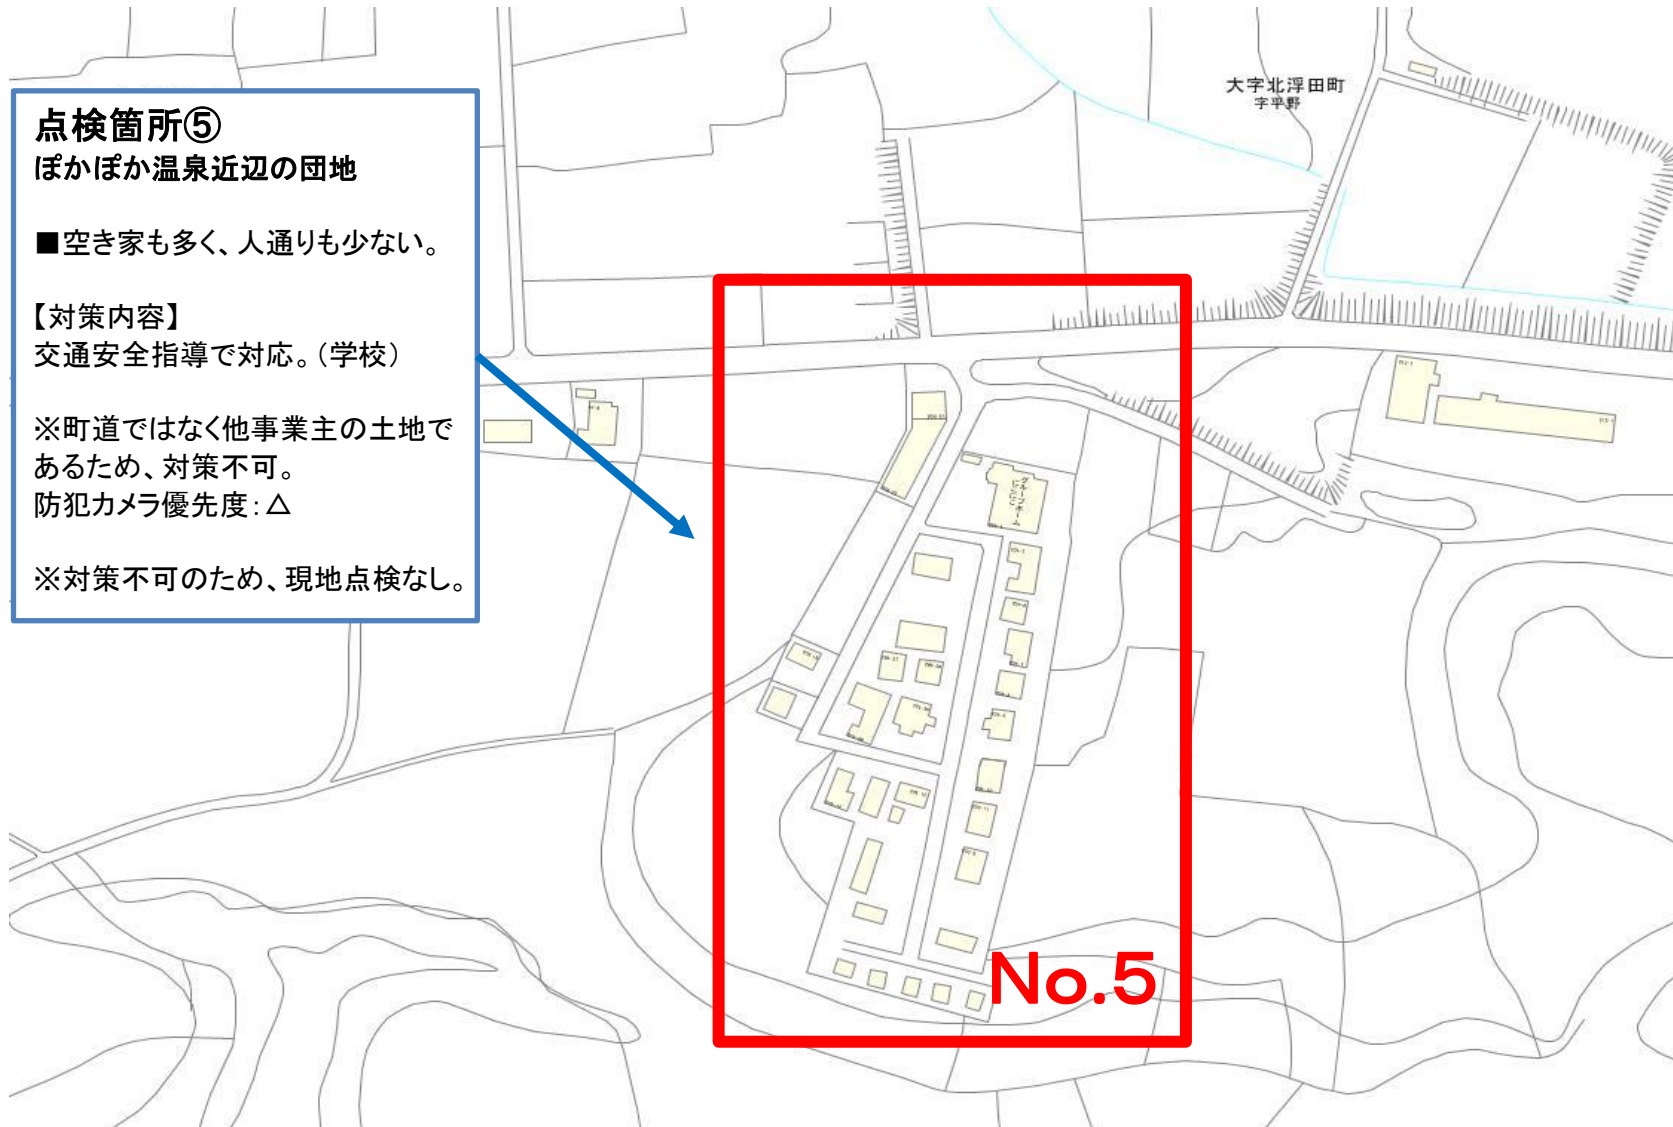 点検箇所⑤
ぽかぽか温泉近辺の団地
■空き家も多く、人通りも少ない。
【対策内容】
交通安全指導で対応。（学校）
※町道ではなく他事業主の土地で
あるため、対策不可。
防犯カメラ優先度：△
※対策不可のため、現地点検なし。
大字北浮田町
字平野
グループホーム
No.5